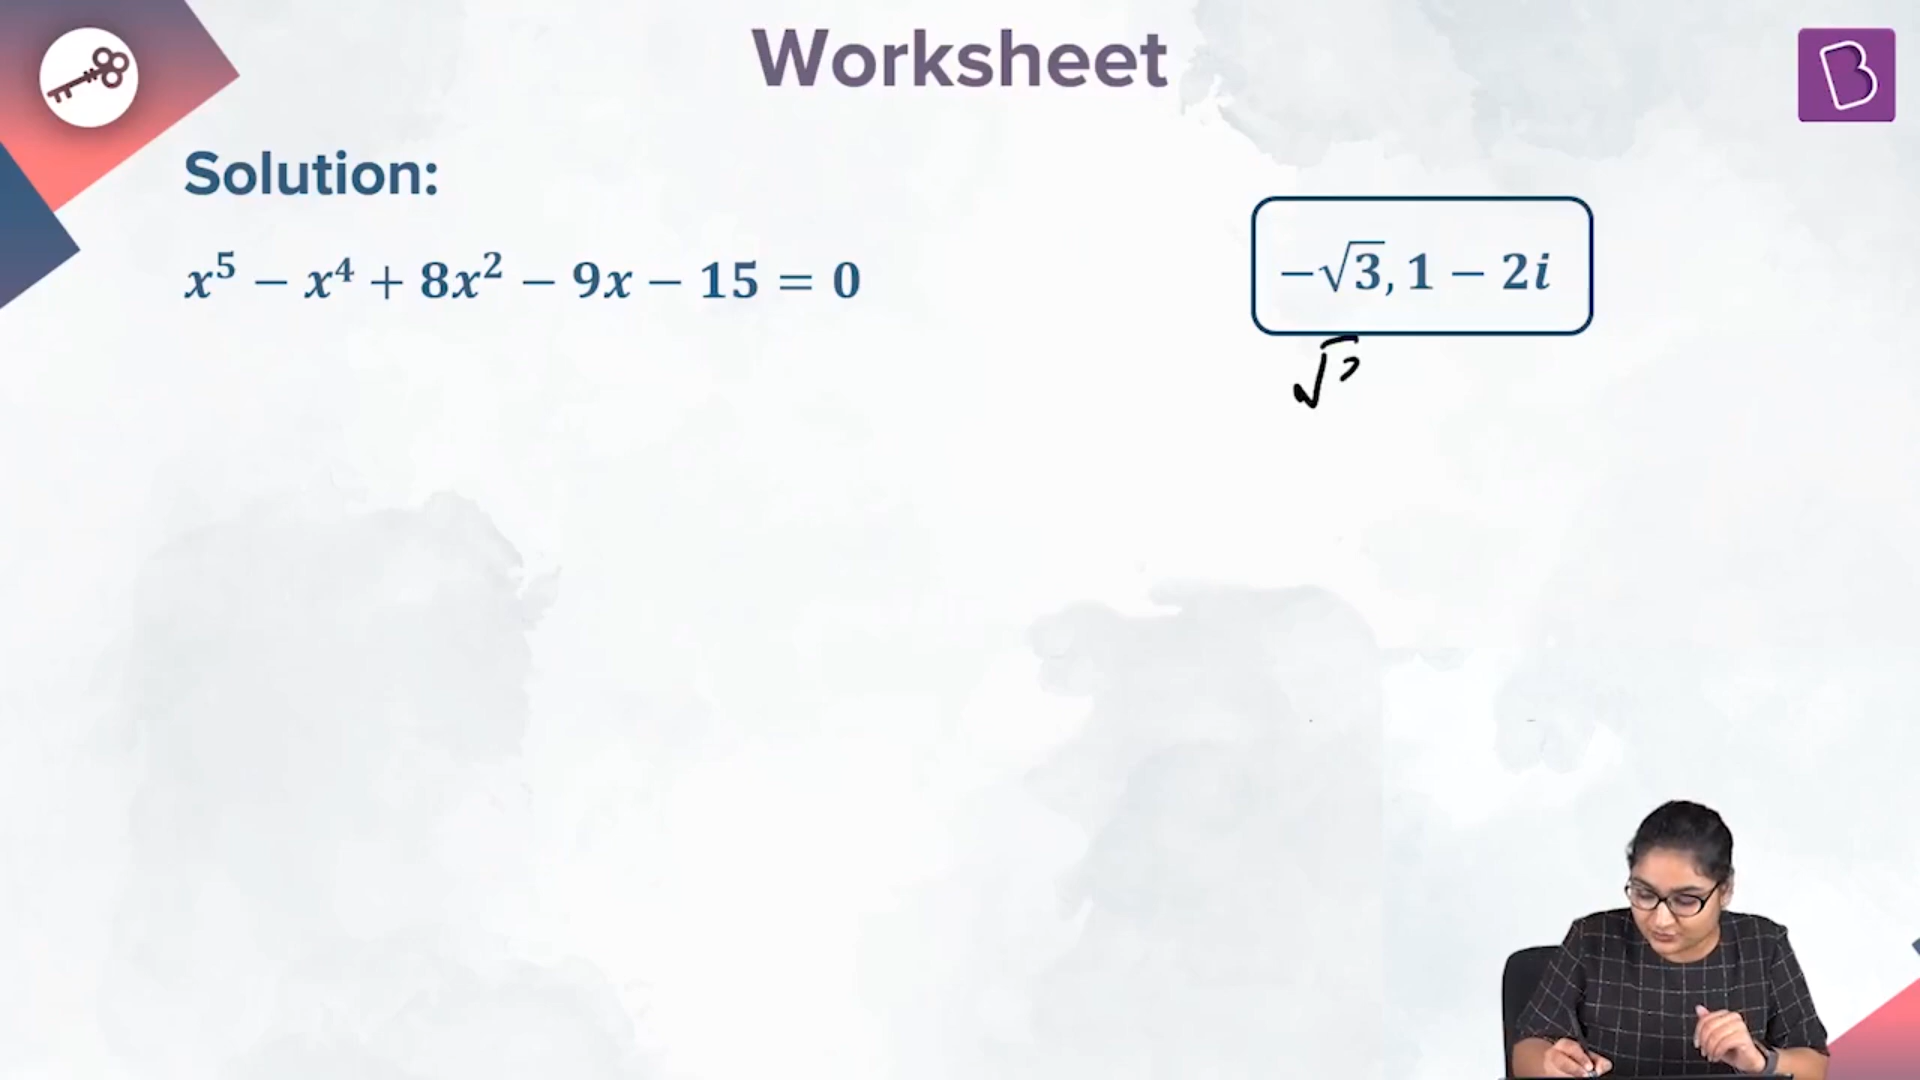 Worksheet
Solution:
x⁵ − x⁴ + 8x² − 9x − 15 = 0
−√3, 1 − 2i